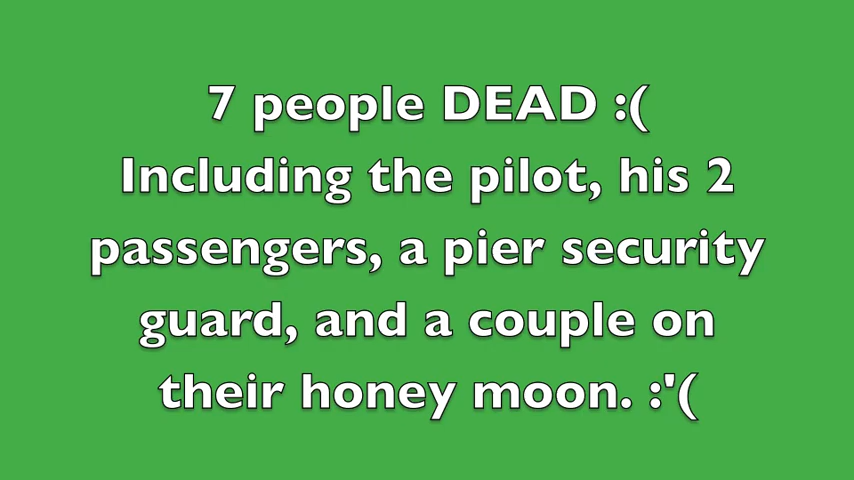 7 people DEAD :(
Including the pilot, his 2
passengers, a pier security
guard, and a couple on
their honey moon. :'(